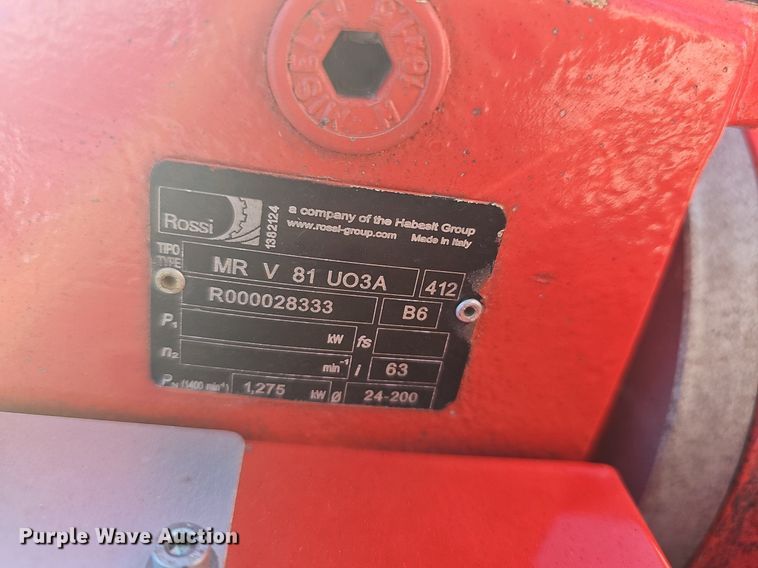 Rossi
1382124
a company of the Habasit Group
www.rossi-group.com Made in Italy
TIPO
TYPE
MR V 81 UO3A 412
R000028333 B6
P₁ kW fs
n₂ min⁻¹ i 63
(1400 min⁻¹) 1,275 kW Ø 24-200
Purple Wave Auction